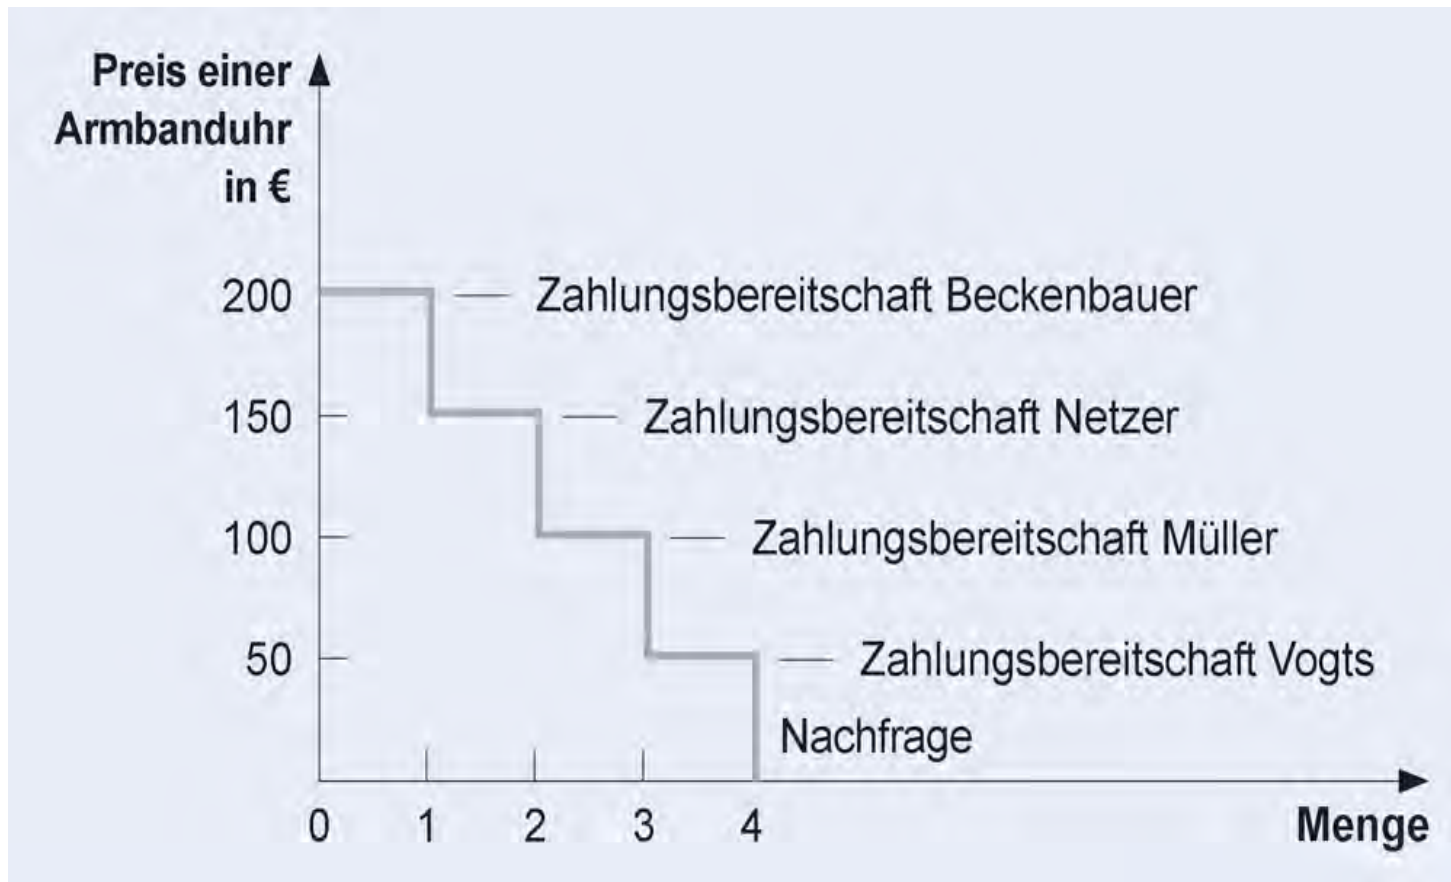 Preis einer
Armbanduhr
in €
200
Zahlungsbereitschaft Beckenbauer
150
Zahlungsbereitschaft Netzer
100
Zahlungsbereitschaft Müller
50
Zahlungsbereitschaft Vogts
Nachfrage
0 1 2 3 4
Menge